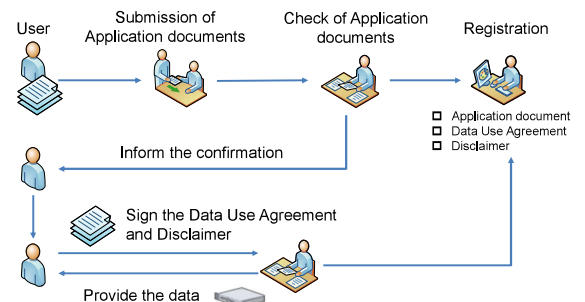 User
Submission of
Application documents
Check of Application
documents
Registration
Application document
Data Use Agreement
Disclaimer
Inform the confirmation
Sign the Data Use Agreement
and Disclaimer
Provide the data